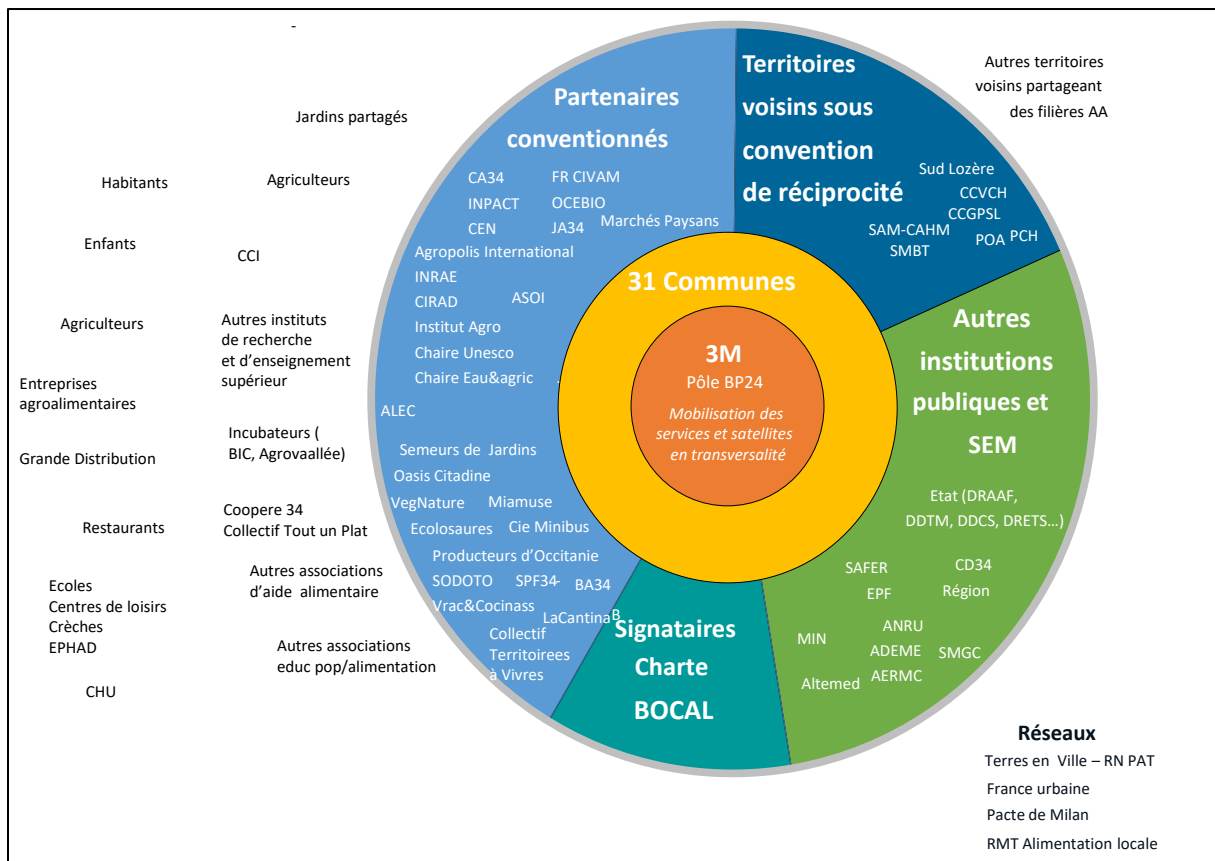 -
Jardins partagés
Habitants
Agriculteurs
Enfants
CCI
Agriculteurs
Autres instituts
de recherche
et d’enseignement
supérieur
Entreprises
agroalimentaires
Incubateurs (
BIC, Agrovaallée)
Grande Distribution
Coopere 34
Collectif Tout un Plat
Restaurants
Autres associations
d’aide alimentaire
Ecoles
Centres de loisirs
Crèches
EPHAD
Autres associations
educ pop/alimentation
CHU
Partenaires
conventionnés
CA34
FR CIVAM
INPACT
OCEBIO
CEN
JA34
Marchés Paysans
Agropolis International
INRAE
CIRAD
ASOI
Institut Agro
Chaire Unesco
Chaire Eau&agric
ALEC
Semeurs de Jardins
Oasis Citadine
VegNature
Miamuse
Ecolosaures
Cie Minibus
Producteurs d’Occitanie
SODOTO
SPF34-
BA34
Vrac&Cocinass
LaCantinaB
Collectif
Territoirees
à Vivres
Territoires
voisins sous
convention
de réciprocité
Sud Lozère
CCVCH
CCGPSL
SAM-CAHM
POA
PCH
SMBT
Autres territoires
voisins partageant
des filières AA
31 Communes
3M
Pôle BP24
Mobilisation des
services et satellites
en transversalité
Autres
institutions
publiques et
SEM
Etat (DRAAF,
DDTM, DDCS, DRETS…)
SAFER
CD34
EPF
Région
ANRU
MIN
ADEME
SMGC
AERMC
Altemed
Signataires
Charte
BOCAL
Réseaux
Terres en Ville – RN PAT
France urbaine
Pacte de Milan
RMT Alimentation locale